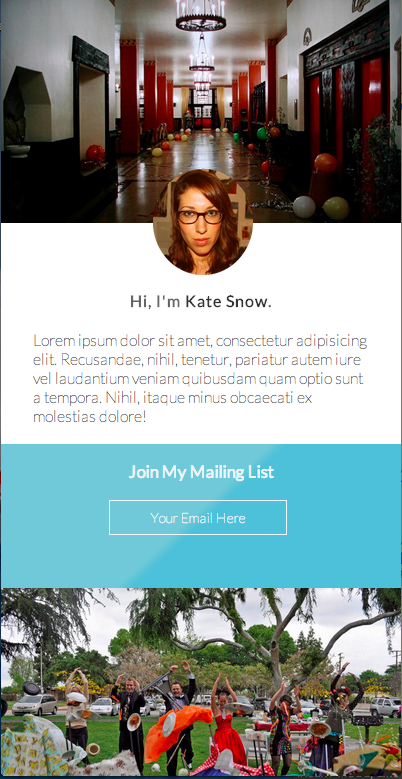 Hi, I'm Kate Snow.
Lorem ipsum dolor sit amet, consectetur adipisicing
elit. Recusandae, nihil, tenetur, pariatur autem iure
vel laudantium veniam quibusdam quam optio sunt
a tempora. Nihil, itaque minus obcaecati ex
molestias dolore!
Join My Mailing List
Your Email Here